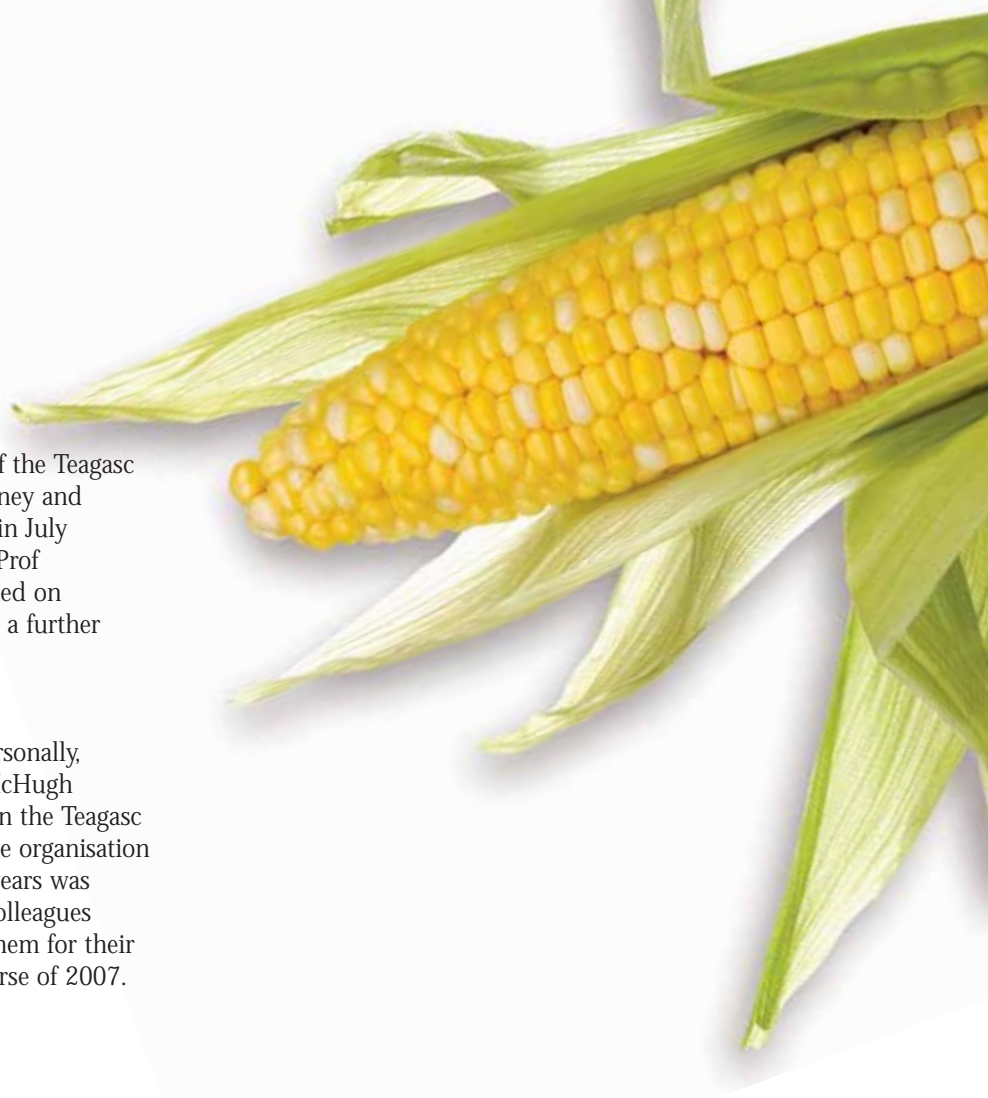 f the Teagasc
ney and
in July
Prof
ed on
a further
rsonally,
cHugh
n the Teagasc
e organisation
ears was
olleagues
hem for their
rse of 2007.